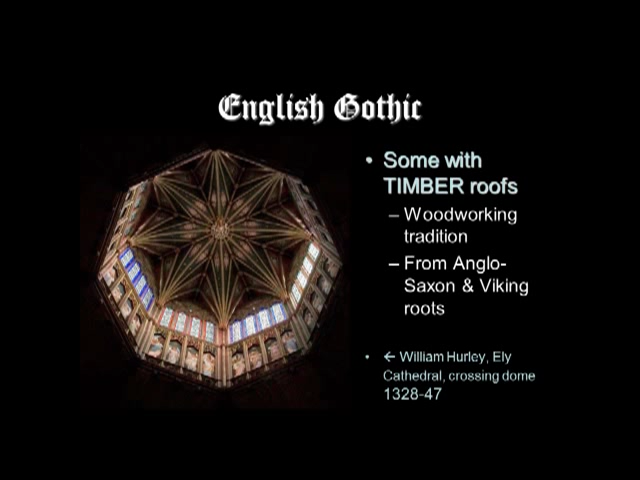 English Gothic
• Some with
TIMBER roofs
– Woodworking
tradition
– From Anglo-
Saxon & Viking
roots
• ← William Hurley, Ely
Cathedral, crossing dome
1328-47